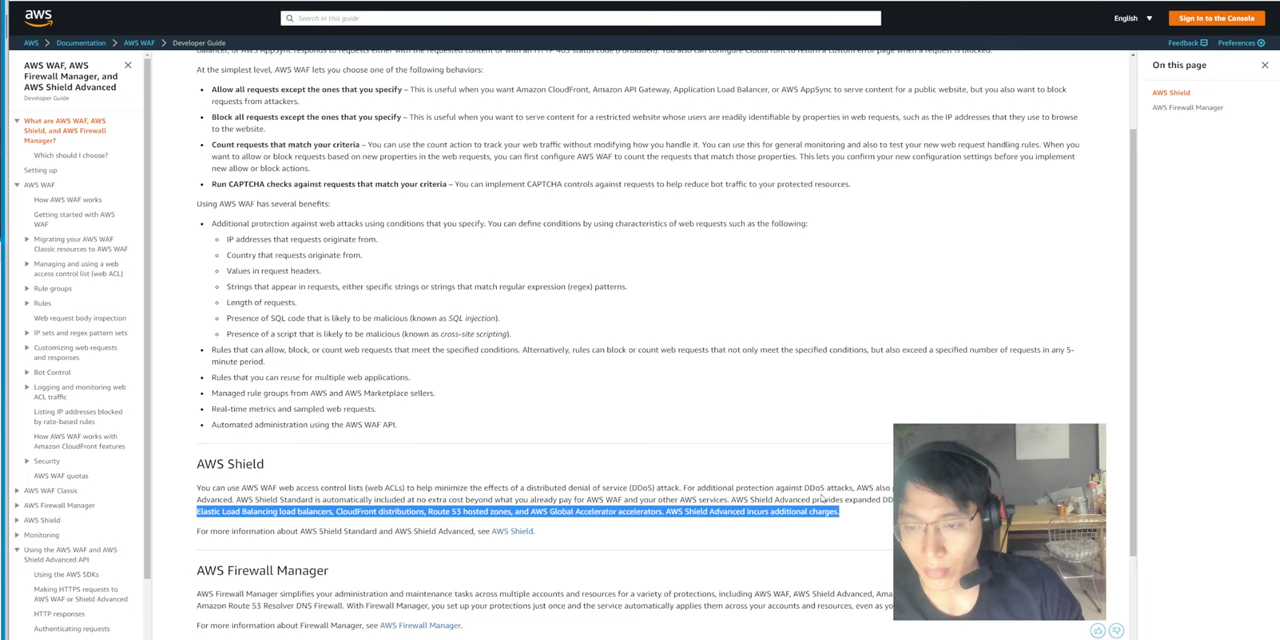 aws
Search in this guide
English
Sign in to the Console
AWS
Documentation
AWS WAF
Developer Guide
Feedback
Preferences
AWS WAF, AWS
Firewall Manager, and
AWS Shield Advanced
Developer Guide
What are AWS WAF, AWS
Shield, and AWS Firewall
Manager?
Which should I choose?
Setting up
AWS WAF
How AWS WAF works
Getting started with AWS
WAF
Migrating your AWS WAF
Classic resources to AWS WAF
Managing and using a web
access control list (web ACL)
Rule groups
Rules
Web request body inspection
IP sets and regex pattern sets
Customizing web requests
and responses
Bot Control
Logging and monitoring web
ACL traffic
Listing IP addresses blocked
by rate-based rules
How AWS WAF works with
Amazon CloudFront features
Security
AWS WAF quotas
AWS WAF Classic
AWS Firewall Manager
AWS Shield
Monitoring
Using the AWS WAF and AWS
Shield Advanced API
Using the AWS SDKs
Making HTTPS requests to
AWS WAF or Shield Advanced
HTTP responses
Authenticating requests
Balancer, or AWS AppSync responds to requests either with the requested content or with an HTTP 403 status code (Forbidden). You also can configure CloudFront to return a custom error page when a request is blocked.
At the simplest level, AWS WAF lets you choose one of the following behaviors:
• Allow all requests except the ones that you specify – This is useful when you want Amazon CloudFront, Amazon API Gateway, Application Load Balancer, or AWS AppSync to serve content for a public website, but you also want to block
requests from attackers.
• Block all requests except the ones that you specify – This is useful when you want to serve content for a restricted website whose users are readily identifiable by properties in web requests, such as the IP addresses that they use to browse
to the website.
• Count requests that match your criteria – You can use the count action to track your web traffic without modifying how you handle it. You can use this for general monitoring and also to test your new web request handling rules. When you
want to allow or block requests based on new properties in the web requests, you can first configure AWS WAF to count the requests that match those properties. This lets you confirm your new configuration settings before you implement
new allow or block actions.
• Run CAPTCHA checks against requests that match your criteria – You can implement CAPTCHA controls against requests to help reduce bot traffic to your protected resources.
Using AWS WAF has several benefits:
• Additional protection against web attacks using conditions that you specify. You can define conditions by using characteristics of web requests such as the following:
IP addresses that requests originate from.
Country that requests originate from.
Values in request headers.
Strings that appear in requests, either specific strings or strings that match regular expression (regex) patterns.
Length of requests.
Presence of SQL code that is likely to be malicious (known as SQL injection).
Presence of a script that is likely to be malicious (known as cross-site scripting).
• Rules that can allow, block, or count web requests that meet the specified conditions. Alternatively, rules can block or count web requests that not only meet the specified conditions, but also exceed a specified number of requests in any 5-
minute period.
• Rules that you can reuse for multiple web applications.
• Managed rule groups from AWS and AWS Marketplace sellers.
• Real-time metrics and sampled web requests.
• Automated administration using the AWS WAF API.
AWS Shield
You can use AWS WAF web access control lists (web ACLs) to help minimize the effects of a distributed denial of service (DDoS) attack. For additional protection against DDoS attacks, AWS also
Advanced. AWS Shield Standard is automatically included at no extra cost beyond what you already pay for AWS WAF and your other AWS services. AWS Shield Advanced provides expanded
Elastic Load Balancing load balancers, CloudFront distributions, Route 53 hosted zones, and AWS Global Accelerator accelerators. AWS Shield Advanced incurs additional charges.
For more information about AWS Shield Standard and AWS Shield Advanced, see AWS Shield.
AWS Firewall Manager
AWS Firewall Manager simplifies your administration and maintenance tasks across multiple accounts and resources for a variety of protections, including AWS WAF, AWS Shield Advanced,
Amazon Route 53 Resolver DNS Firewall. With Firewall Manager, you set up your protections just once and the service automatically applies them across your accounts and resources, even as
For more information about Firewall Manager, see AWS Firewall Manager.
On this page
AWS Shield
AWS Firewall Manager